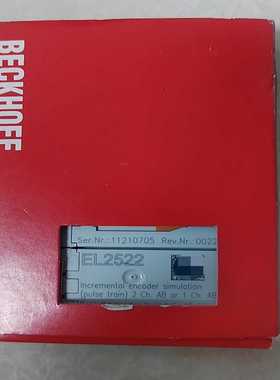 BECKHOFF
Ser.Nr.: 11210705 Rev.Nr.: 0022
EL2522
Incremental encoder simulation
(pulse train) 2 Ch. AB or 1 Ch. AB